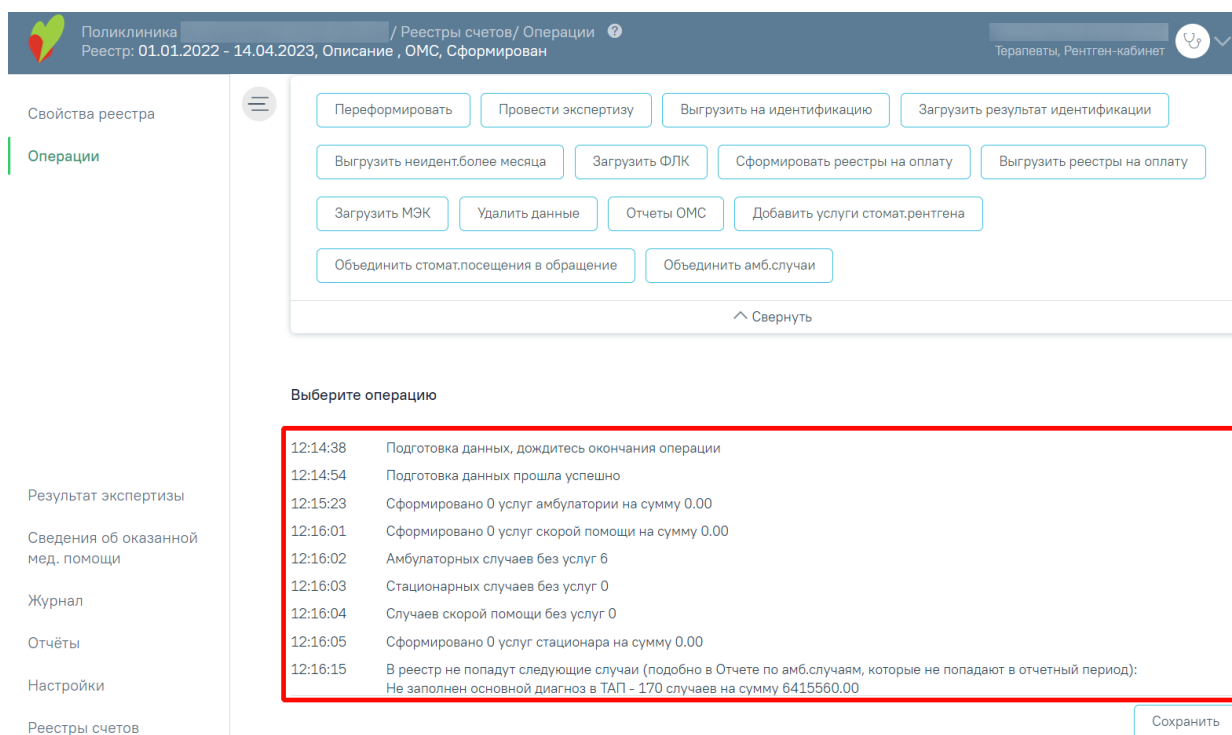 Поликлиника / Реестры счетов/ Операции ?
Реестр: 01.01.2022 - 14.04.2023, Описание , ОМС, Сформирован
Терапевты, Рентген-кабинет
Свойства реестра
Операции
Переформировать Провести экспертизу Выгрузить на идентификацию Загрузить результат идентификации
Выгрузить неидент.более месяца Загрузить ФЛК Сформировать реестры на оплату Выгрузить реестры на оплату
Загрузить МЭК Удалить данные Отчеты ОМС Добавить услуги стомат.рентгена
Объединить стомат.посещения в обращение Объединить амб.случаи
Свернуть
Выберите операцию
12:14:38 Подготовка данных, дождитесь окончания операции
12:14:54 Подготовка данных прошла успешно
12:15:23 Сформировано 0 услуг амбулатории на сумму 0.00
12:16:01 Сформировано 0 услуг скорой помощи на сумму 0.00
12:16:02 Амбулаторных случаев без услуг 6
12:16:03 Стационарных случаев без услуг 0
12:16:04 Случаев скорой помощи без услуг 0
12:16:05 Сформировано 0 услуг стационара на сумму 0.00
12:16:15 В реестр не попадут следующие случаи (подобно в Отчете по амб.случаям, которые не попадают в отчетный период):
Не заполнен основной диагноз в ТАП - 170 случаев на сумму 6415560.00
Сохранить
Результат экспертизы
Сведения об оказанной
мед. помощи
Журнал
Отчёты
Настройки
Реестры счетов